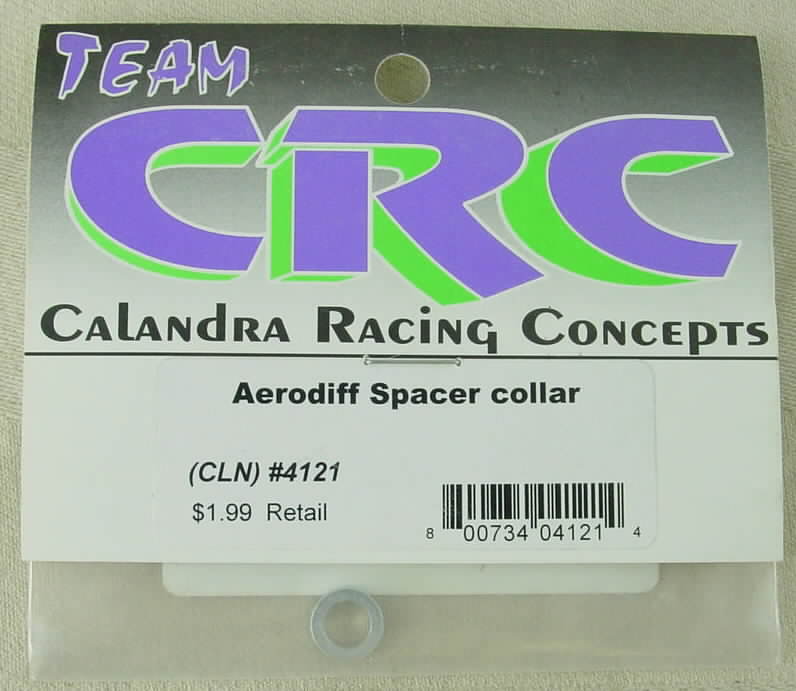 TEAM
CRC
CALANDRA RACING CONCEPTS
Aerodiff Spacer collar
(CLN) #4121
$1.99 Retail
8 00734 04121 4